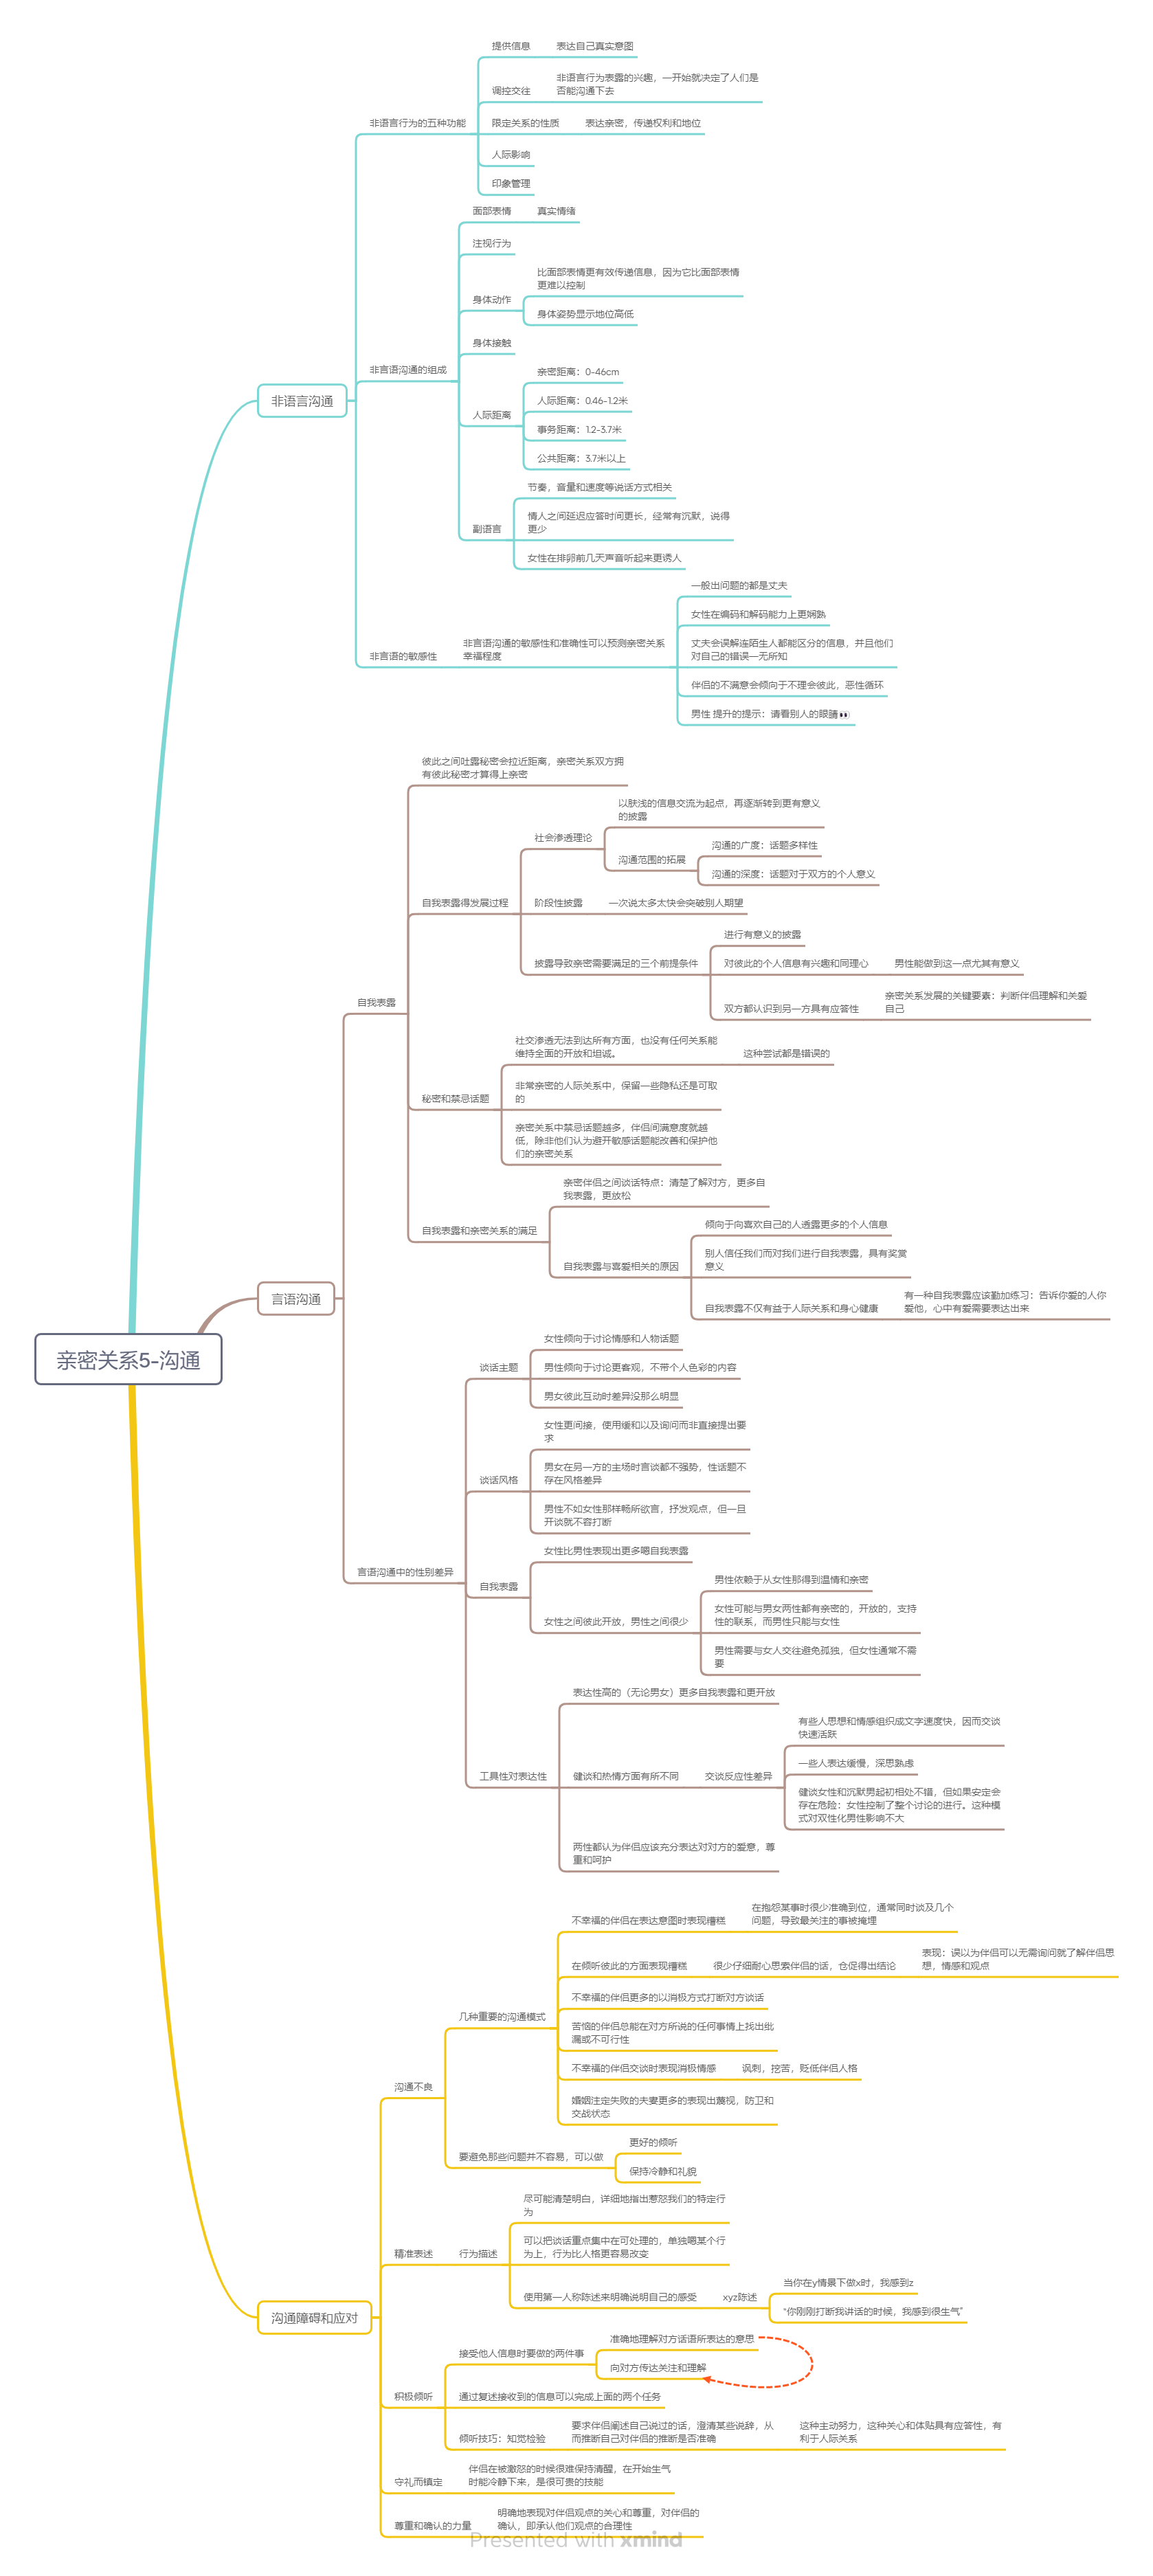 提供信息
表达自己真实意图
非语言行为表露的兴趣，一开始就决定了人们是
否能沟通下去
调控交往
非语言行为的五种功能
限定关系的性质
表达亲密，传递权利和地位
人际影响
印象管理
面部表情
真实情绪
注视行为
比面部表情更有效传递信息，因为它比面部表情
更难以控制
身体动作
身体姿势显示地位高低
身体接触
非言语沟通的组成
亲密距离：0-46cm
人际距离：0.46-1.2米
人际距离
事务距离：1.2-3.7米
公共距离：3.7米以上
非语言沟通
节奏，音量和速度等说话方式相关
情人之间延迟应答时间更长，经常有沉默，说得
更少
副语言
女性在排卵前几天声音听起来更诱人
一般出问题的都是丈夫
女性在编码和解码能力上更娴熟
非言语的敏感性
非言语沟通的敏感性和准确性可以预测亲密关系
幸福程度
丈夫会误解连陌生人都能区分的信息，并且他们
对自己的错误一无所知
伴侣的不满意会倾向于不理会彼此，恶性循环
男性 提升的提示：请看别人的眼睛👀
彼此之间吐露秘密会拉近距离，亲密关系双方拥
有彼此秘密才算得上亲密
以肤浅的信息交流为起点，再逐渐转到更有意义
的披露
社会渗透理论
沟通范围的拓展
沟通的广度：话题多样性
沟通的深度：话题对于双方的个人意义
自我表露得发展过程
阶段性披露
一次说太多太快会突破别人期望
披露导致亲密需要满足的三个前提条件
进行有意义的披露
对彼此的个人信息有兴趣和同理心
男性能做到这一点尤其有意义
双方都认识到另一方具有应答性
亲密关系发展的关键要素：判断伴侣理解和关爱
自己
自我表露
社交渗透无法到达所有方面，也没有任何关系能
维持全面的开放和坦诚。
这种尝试都是错误的
秘密和禁忌话题
非常亲密的人际关系中，保留一些隐私还是可取
的
亲密关系中禁忌话题越多，伴侣间满意度就越
低，除非他们认为避开敏感话题能改善和保护他
们的亲密关系
亲密伴侣之间谈话特点：清楚了解对方，更多自
我表露，更放松
自我表露和亲密关系的满足
自我表露与喜爱相关的原因
倾向于向喜欢自己的人透露更多的个人信息
别人信任我们而对我们进行自我表露，具有奖赏
意义
自我表露不仅有益于人际关系和身心健康
有一种自我表露应该勤加练习：告诉你爱的人你
爱他，心中有爱需要表达出来
言语沟通
亲密关系5-沟通
女性倾向于讨论情感和人物话题
谈话主题
男性倾向于讨论更客观，不带个人色彩的内容
男女彼此互动时差异没那么明显
女性更间接，使用缓和以及询问而非直接提出要
求
谈话风格
男女在另一方的主场时言谈都不强势，性话题不
存在风格差异
男性不如女性那样畅所欲言，抒发观点，但一旦
开谈就不容打断
言语沟通中的性别差异
女性比男性表现出更多嗯自我表露
自我表露
女性之间彼此开放，男性之间很少
男性依赖于从女性那得到温情和亲密
女性可能与男女两性都有亲密的，开放的，支持
性的联系，而男性只能与女性
男性需要与女人交往避免孤独，但女性通常不需
要
表达性高的（无论男女）更多自我表露和更开放
工具性对表达性
健谈和热情方面有所不同
交谈反应性差异
有些人思想和情感组织成文字速度快，因而交谈
快速活跃
一些人表达缓慢，深思熟虑
健谈女性和沉默男起初相处不错，但如果安定会
存在危险：女性控制了整个讨论的进行。这种模
式对双性化男性影响不大
两性都认为伴侣应该充分表达对对方的爱意，尊
重和呵护
不幸福的伴侣在表达意图时表现糟糕
在抱怨某事时很少准确到位，通常同时谈及几个
问题，导致最关注的事被掩埋
在倾听彼此的方面表现糟糕
很少仔细耐心思索伴侣的话，仓促得出结论
表现：误以为伴侣可以无需询问就了解伴侣思
想，情感和观点
几种重要的沟通模式
不幸福的伴侣更多的以消极方式打断对方谈话
苦恼的伴侣总能在对方所说的任何事情上找出纰
漏或不可行性
不幸福的伴侣交谈时表现消极情感
讽刺，挖苦，贬低伴侣人格
沟通不良
婚姻注定失败的夫妻更多的表现出蔑视，防卫和
交战状态
要避免那些问题并不容易，可以做
更好的倾听
保持冷静和礼貌
尽可能清楚明白，详细地指出惹怒我们的特定行
为
精准表述
行为描述
可以把谈话重点集中在可处理的，单独嗯某个行
为上，行为比人格更容易改变
使用第一人称陈述来明确说明自己的感受
xyz陈述
当你在y情景下做x时，我感到z
“你刚刚打断我讲话的时候，我感到很生气”
沟通障碍和应对
接受他人信息时要做的两件事
准确地理解对方话语所表达的意思
向对方传达关注和理解
积极倾听
通过复述接收到的信息可以完成上面的两个任务
倾听技巧：知觉检验
要求伴侣阐述自己说过的话，澄清某些说辞，从
而推断自己对伴侣的推断是否准确
这种主动努力，这种关心和体贴具有应答性，有
利于人际关系
守礼而镇定
伴侣在被激怒的时候很难保持清醒，在开始生气
时能冷静下来，是很可贵的技能
尊重和确认的力量
明确地表现对伴侣观点的关心和尊重，对伴侣的
确认，即承认他们观点的合理性
Presented with xmind